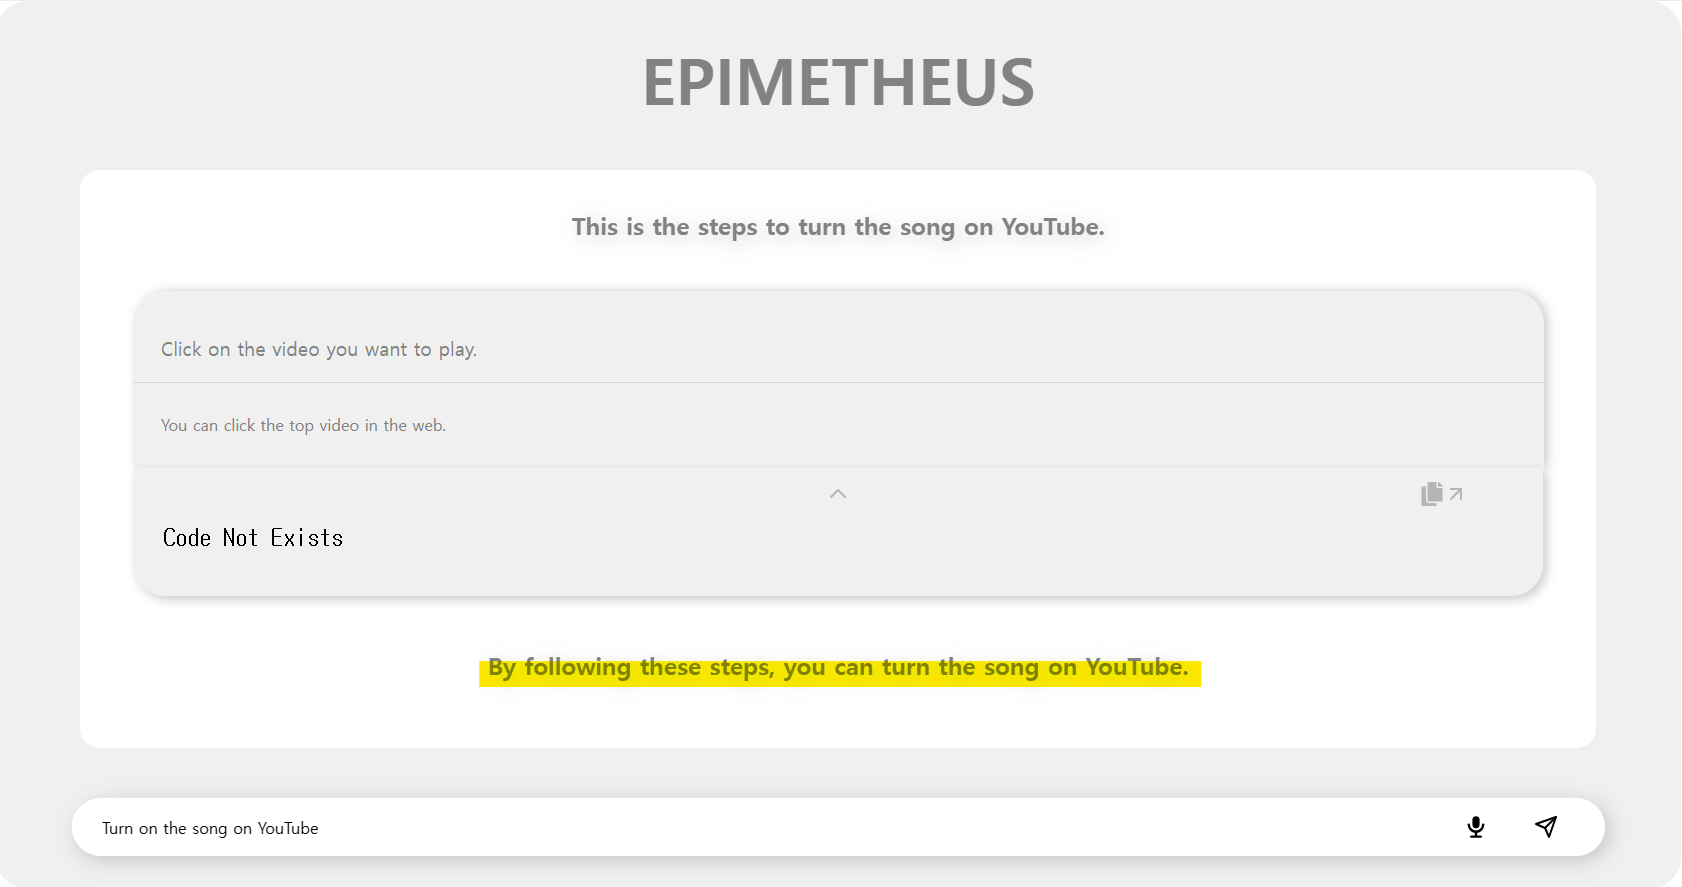 EPIMETHEUS
This is the steps to turn the song on YouTube.
Click on the video you want to play.
You can click the top video in the web.
Code Not Exists
By following these steps, you can turn the song on YouTube.
Turn on the song on YouTube